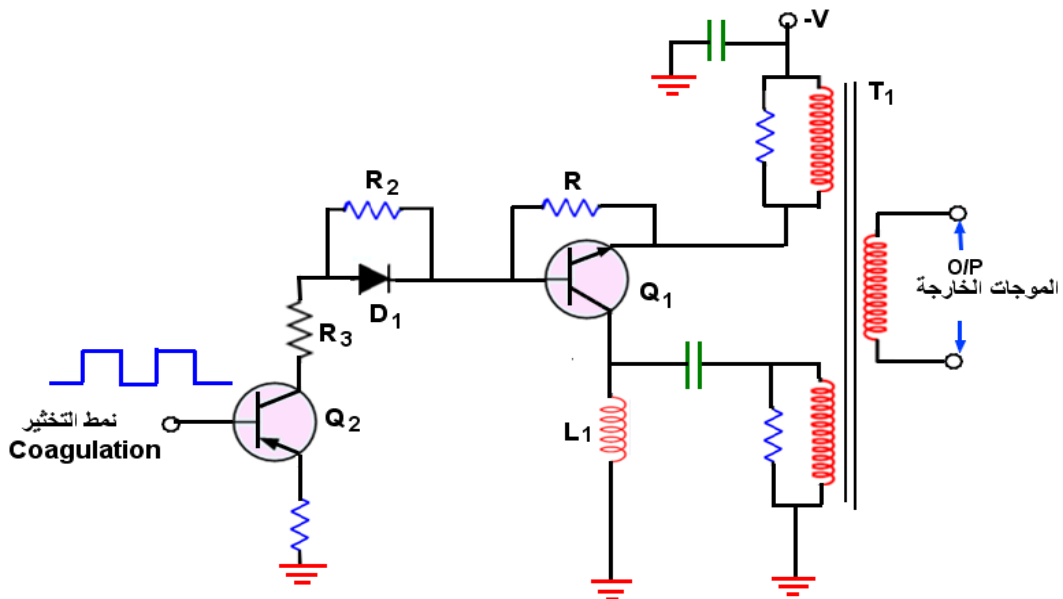 -V
T1
R2
R
D1
Q1
R3
O/P
الموجات الخارجة
نمط التخثير
Coagulation
Q2
L1